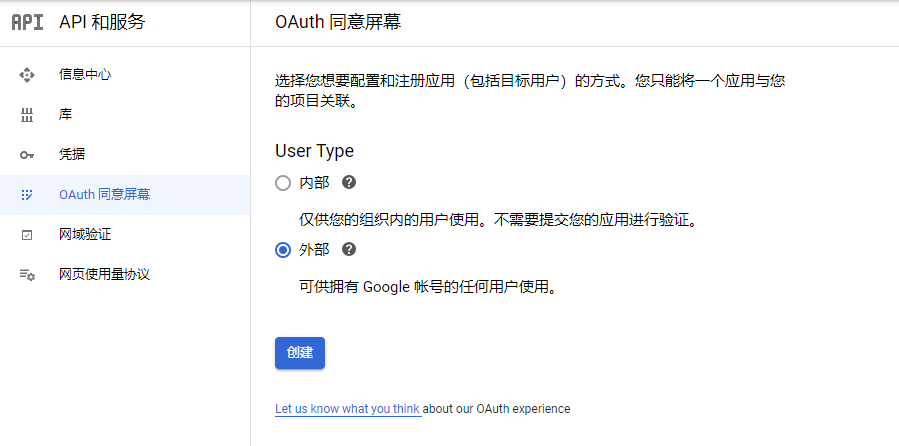 API API 和服务
OAuth 同意屏幕
信息中心
库
凭据
OAuth 同意屏幕
网域验证
网页使用量协议
选择您想要配置和注册应用（包括目标用户）的方式。您只能将一个应用与您
的项目关联。
User Type
内部
仅供您的组织内的用户使用。不需要提交您的应用进行验证。
外部
可供拥有 Google 帐号的任何用户使用。
创建
Let us know what you think about our OAuth experience